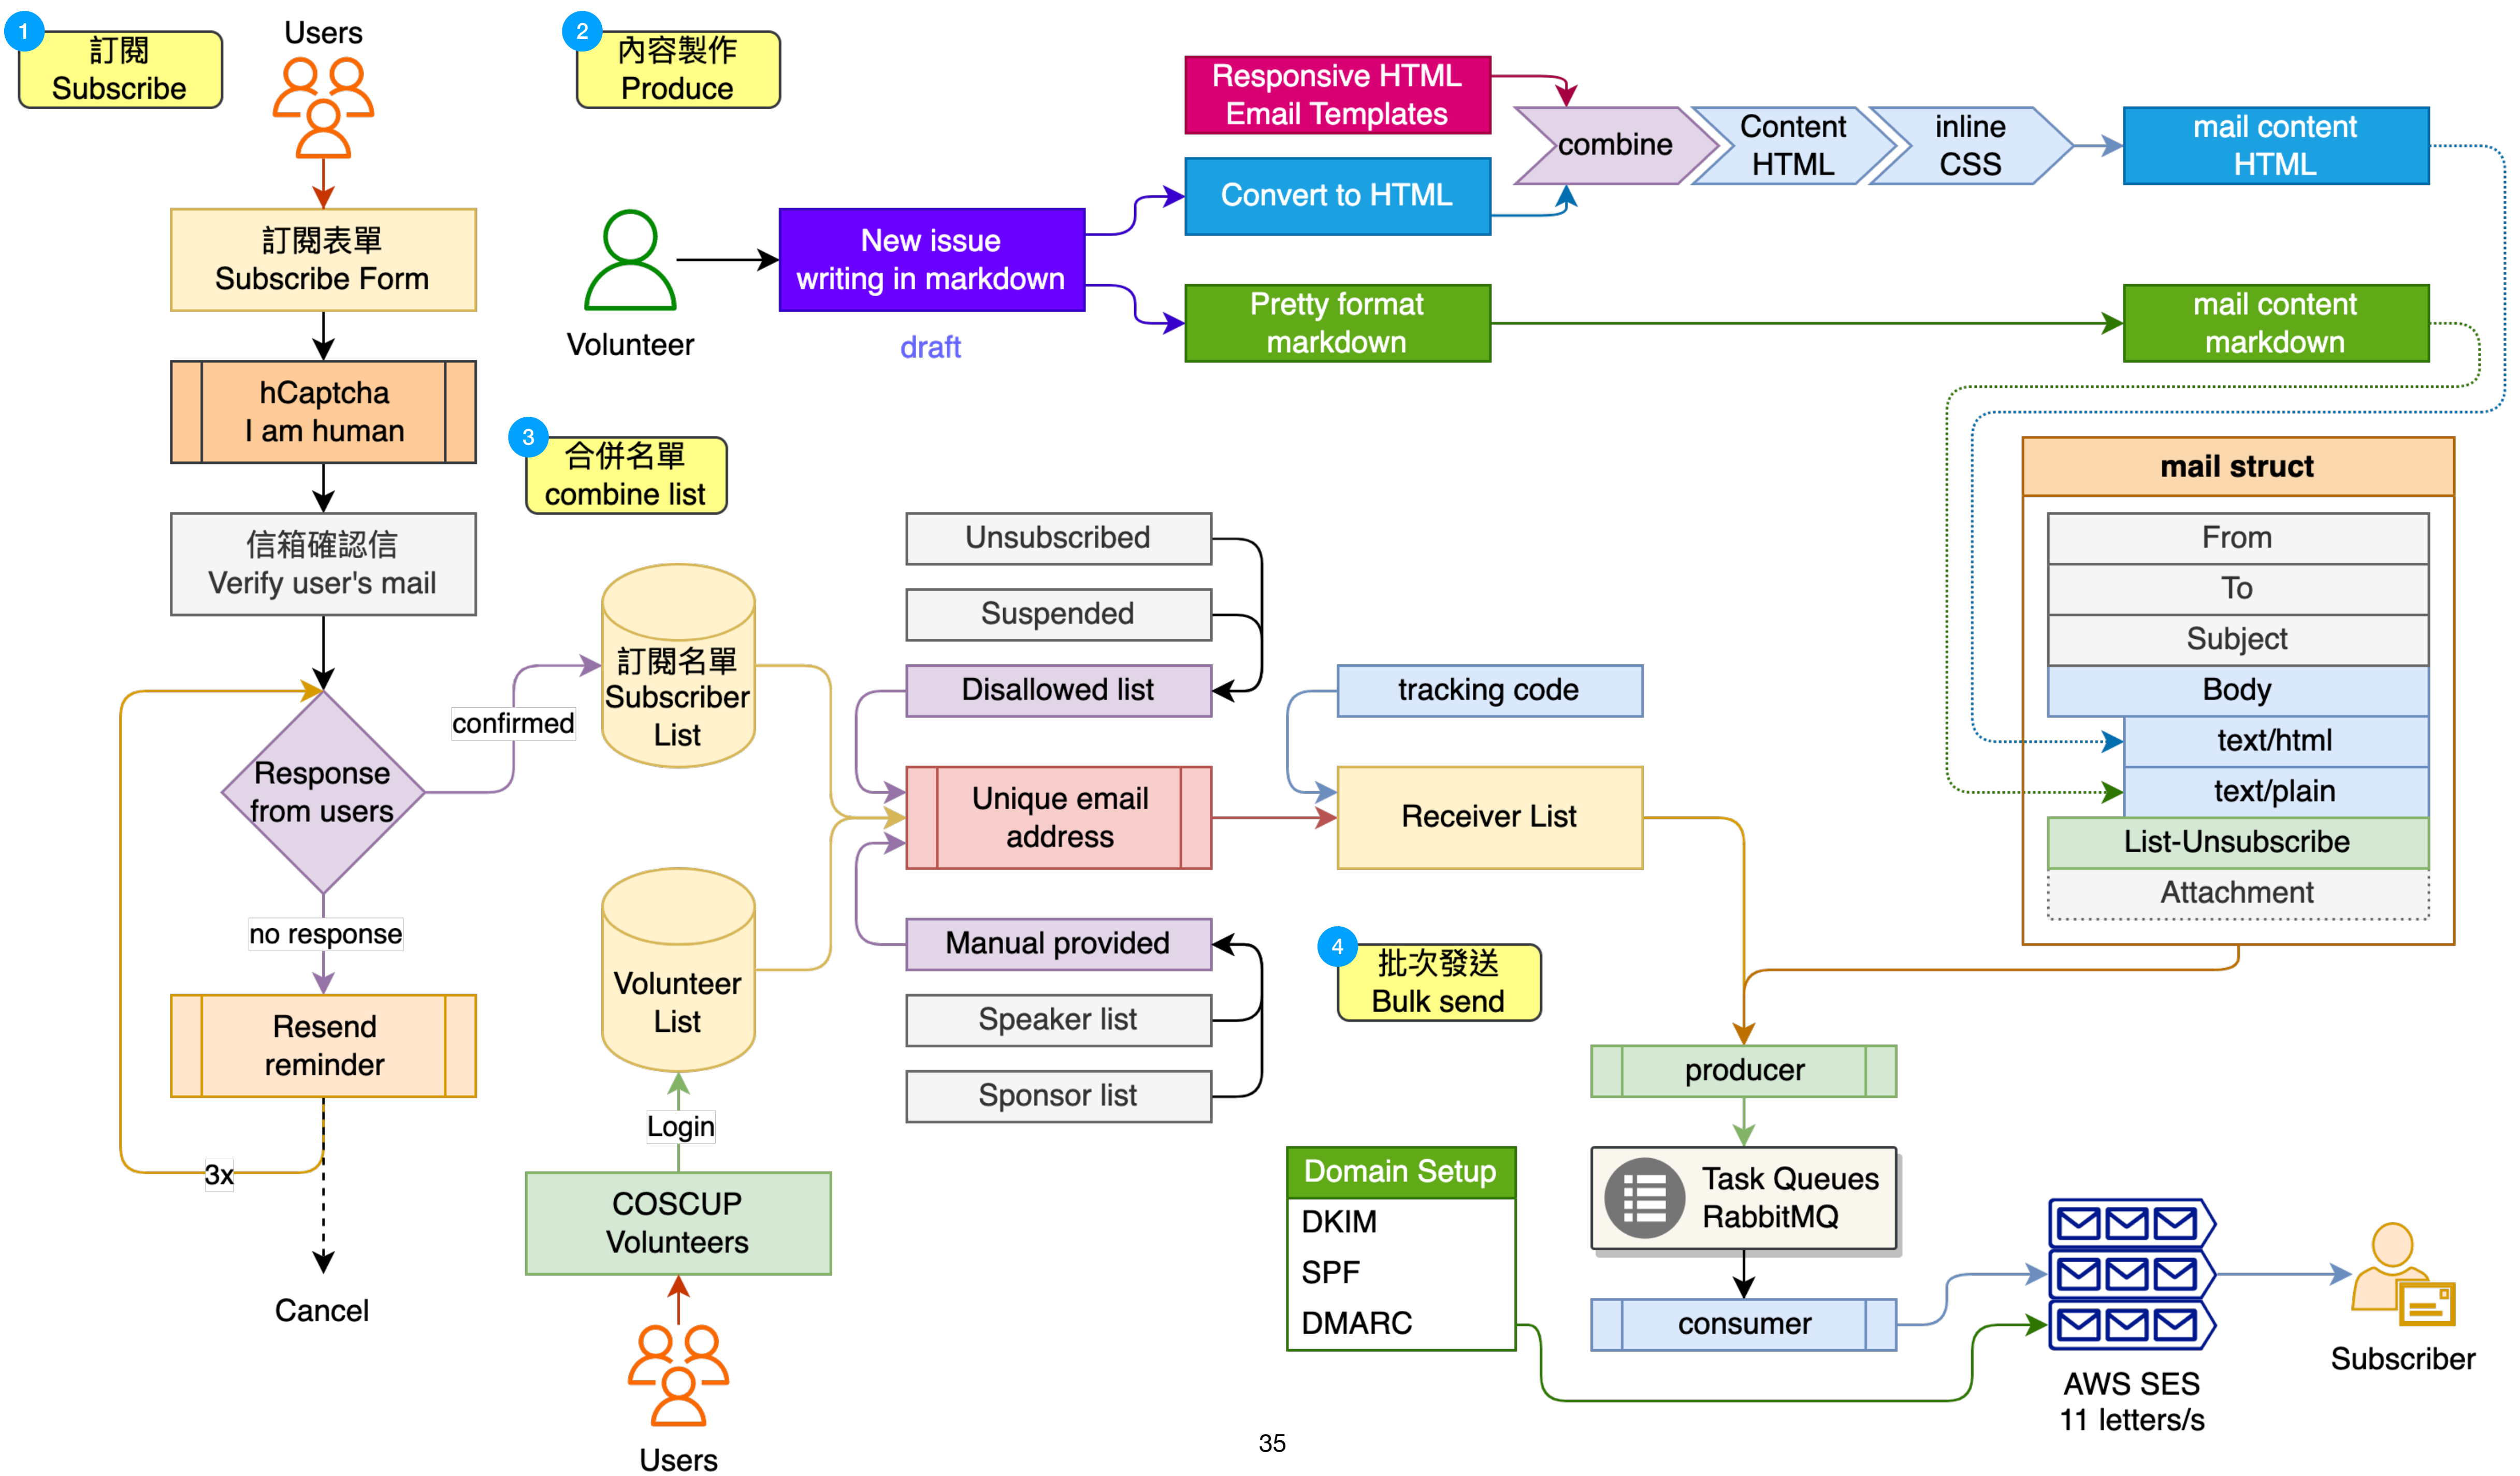 1
訂閱
Subscribe
Users
訂閱表單
Subscribe Form
hCaptcha
I am human
信箱確認信
Verify user's mail
Response
from users
confirmed
no response
Resend
reminder
3x
Cancel
2
內容製作
Produce
Volunteer
New issue
writing in markdown
draft
Responsive HTML
Email Templates
Convert to HTML
combine
Content
HTML
inline
CSS
mail content
HTML
Pretty format
markdown
mail content
markdown
3
合併名單
combine list
訂閱名單
Subscriber
List
Volunteer
List
Login
COSCUP
Volunteers
Users
Unsubscribed
Suspended
Disallowed list
Unique email
address
Manual provided
Speaker list
Sponsor list
tracking code
Receiver List
mail struct
From
To
Subject
Body
text/html
text/plain
List-Unsubscribe
Attachment
4
批次發送
Bulk send
producer
Task Queues
RabbitMQ
consumer
Domain Setup
DKIM
SPF
DMARC
AWS SES
11 letters/s
Subscriber
35